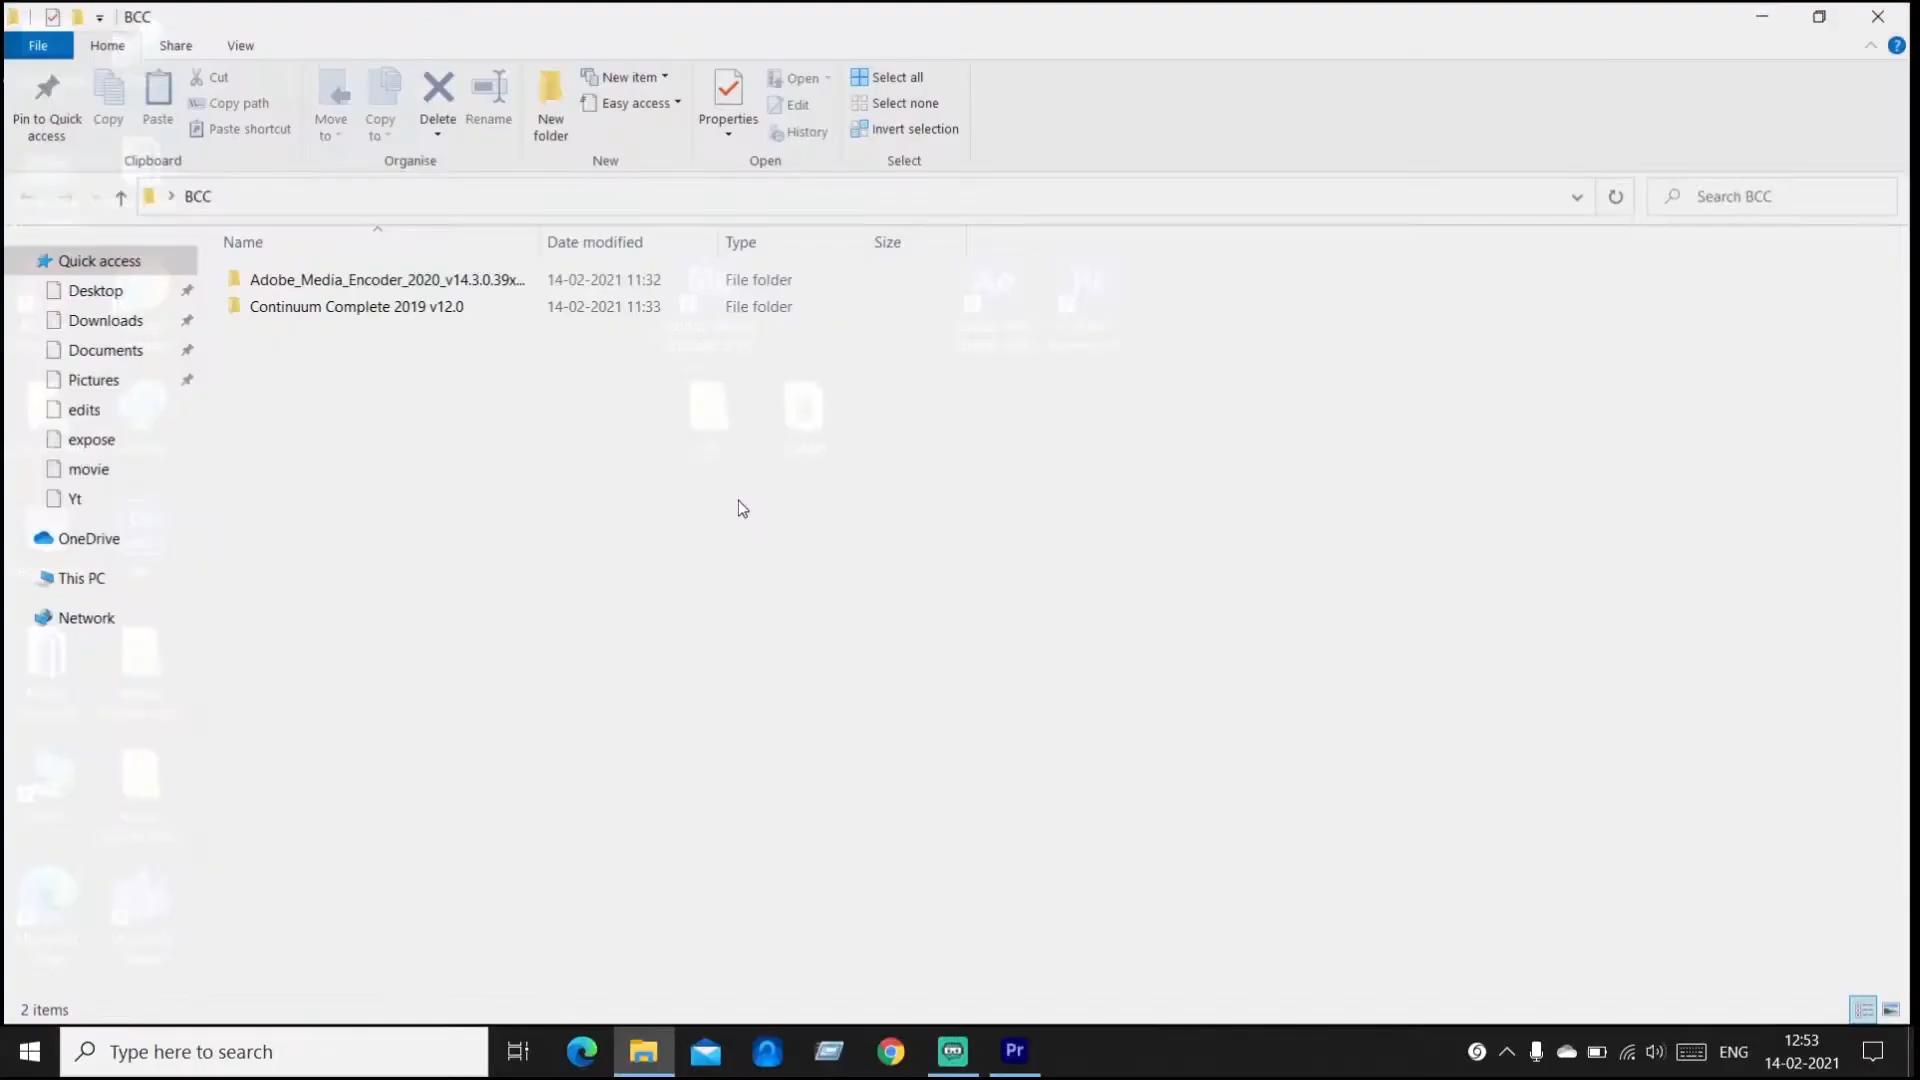 BCC
File Home Share View
Pin to Quick access
Copy
Paste
Cut
Copy path
Paste shortcut
Clipboard
Move to
Copy to
Delete
Rename
Organise
New folder
New item
Easy access
New
Properties
Open
Edit
History
Open
Select all
Select none
Invert selection
Select
BCC
Search BCC
Name Date modified Type Size
Adobe_Media_Encoder_2020_v14.3.0.39x... 14-02-2021 11:32 File folder
Continuum Complete 2019 v12.0 14-02-2021 11:33 File folder
Quick access
Desktop
Downloads
Documents
Pictures
edits
expose
movie
Yt
OneDrive
This PC
Network
2 items
Type here to search
Pr
ENG
12:53
14-02-2021